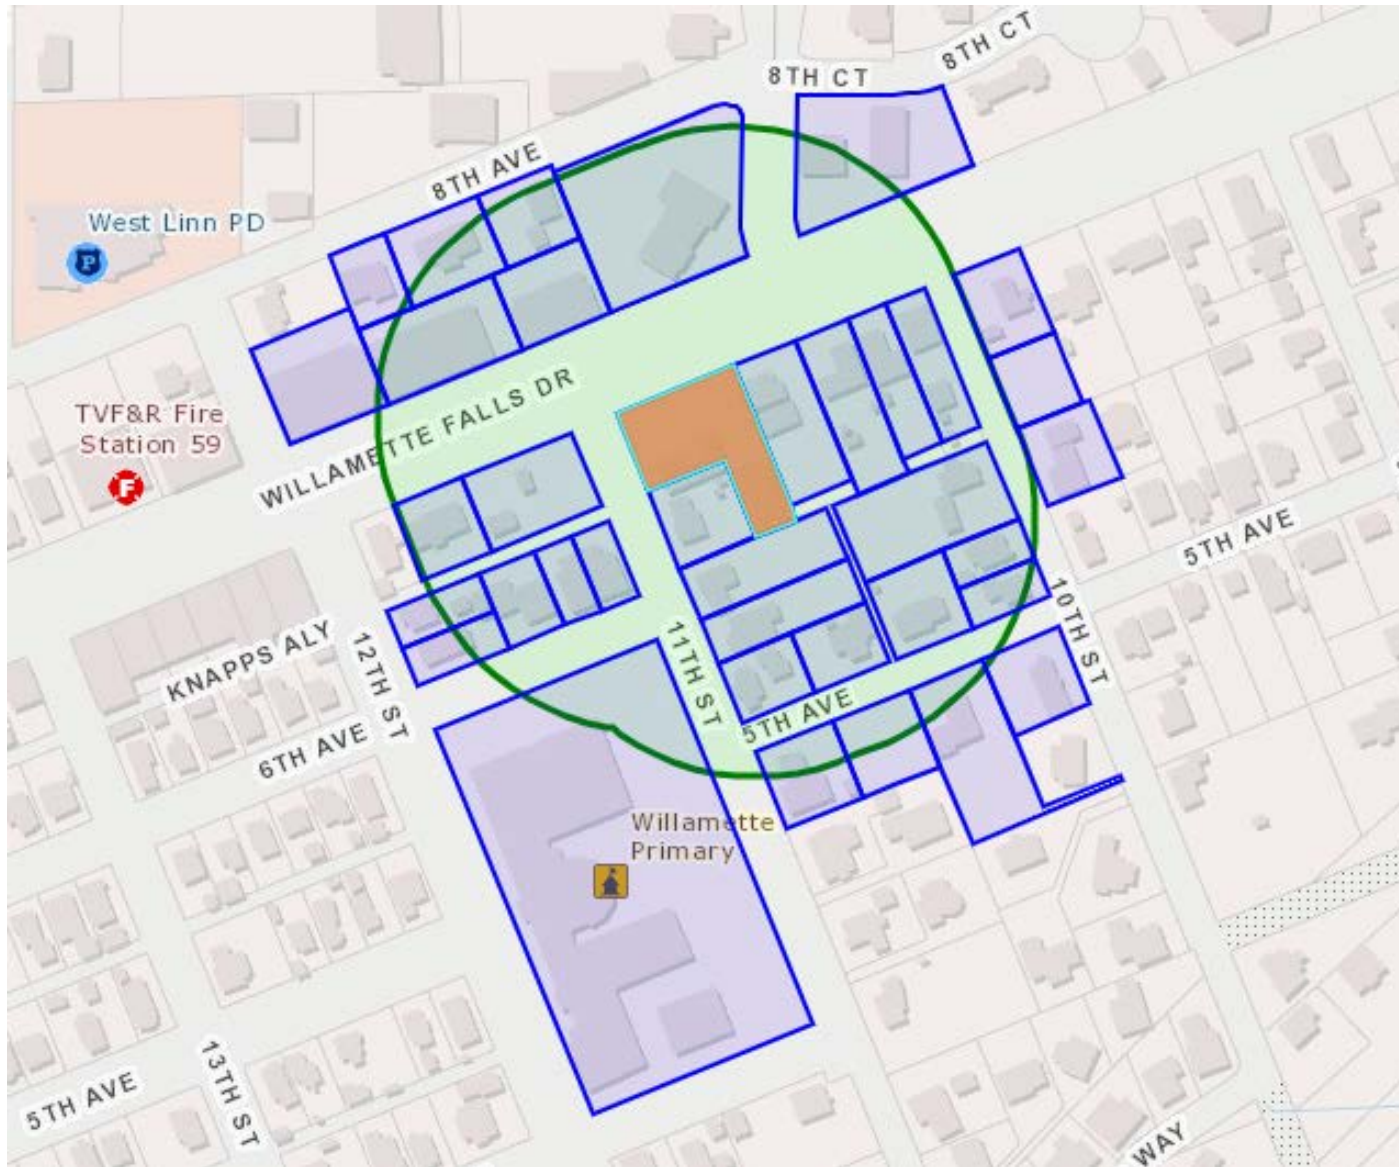 8TH CT
8TH CT
8TH AVE
West Linn PD
P
TVF&R Fire
Station 59
F
WILLAMETTE FALLS DR
5TH AVE
10TH ST
KNAPPS ALY
12TH ST
11TH ST
5TH AVE
6TH AVE
Willamette
Primary
13TH ST
5TH AVE
WAY